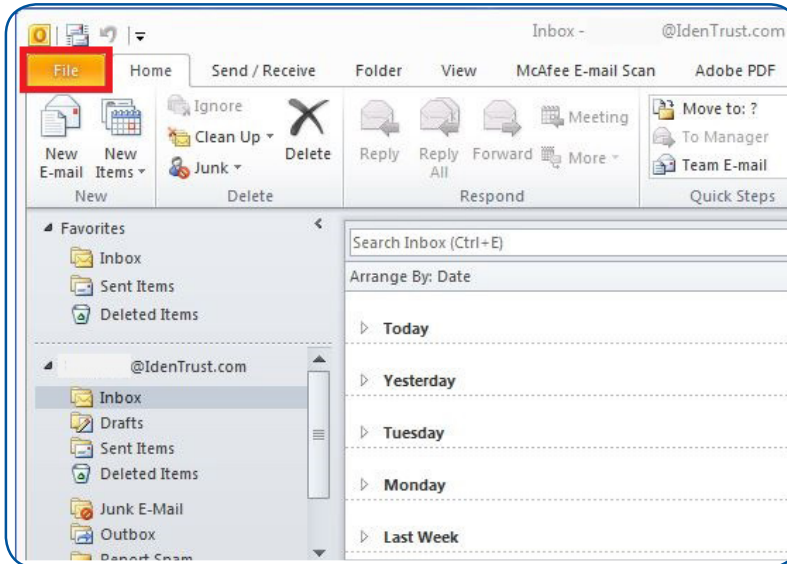 Inbox - @IdenTrust.com
File Home Send / Receive Folder View McAfee E-mail Scan Adobe PDF
New E-mail
New Items
New
Ignore
Clean Up
Junk
Delete
Delete
Reply
Reply All
Forward
Meeting
More
Respond
Move to: ?
To Manager
Team E-mail
Quick Steps
Favorites
Inbox
Sent Items
Deleted Items
@IdenTrust.com
Inbox
Drafts
Sent Items
Deleted Items
Junk E-Mail
Outbox
Report Spam
Search Inbox (Ctrl+E)
Arrange By: Date
Today
Yesterday
Tuesday
Monday
Last Week